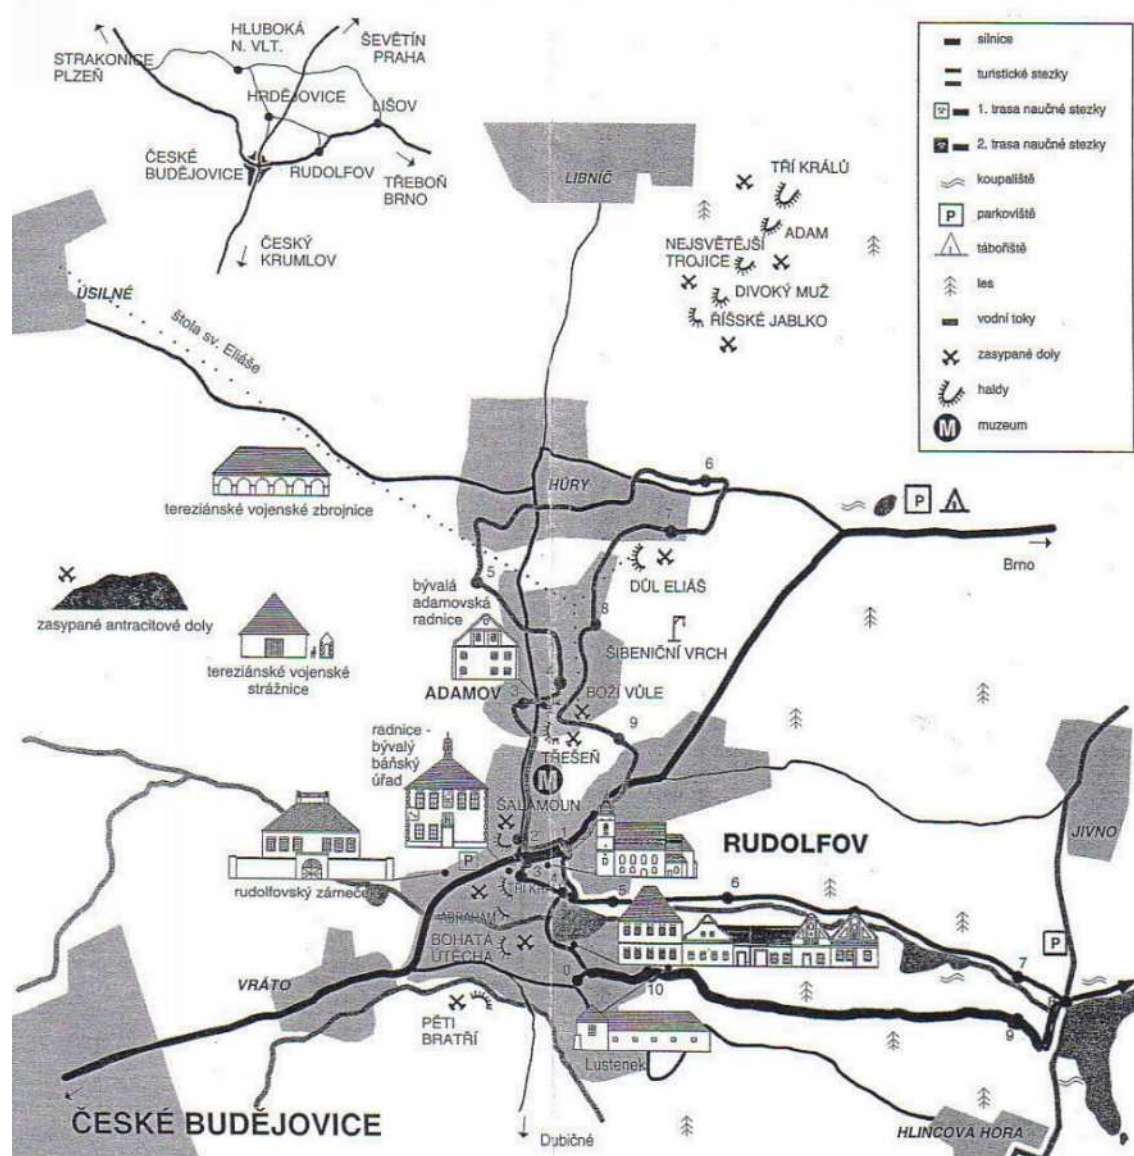 HLUBOKÁ
N. VLT.
ŠEVĚTÍN
PRAHA
STRAKONICE
PLZEŇ
HRDĚJOVICE
LIŠOV
ČESKÉ
BUDĚJOVICE
RUDOLFOV
TŘEBOŇ
BRNO
ČESKÝ
KRUMLOV
silnice
turistické stezky
1. trasa naučné stezky
2. trasa naučné stezky
koupaliště
P parkoviště
tábořiště
les
vodní toky
zasypané doly
haldy
M muzeum
LIBNÍČ
TŘÍ KRÁLŮ
ADAM
NEJSVĚTĚJŠÍ
TROJICE
DIVOKÝ MUŽ
ŘÍŠSKÉ JABLKO
ÚSILNÉ
štola sv. Eliáše
HŮRY
6
7
P
Brno
tereziánské vojenské zbrojnice
DŮL ELIÁŠ
5
bývalá
adamovská
radnice
8
ŠIBENIČNÍ VRCH
zasypané antracitové doly
tereziánské vojenské
strážnice
ADAMOV
3
4
BOŽÍ VŮLE
9
TŘEŠEŇ
radnice -
bývalý
báňský
úřad
M
ŠALAMOUN
2
1
RUDOLFOV
JIVNO
P
rudolfovský zámeček
3
4
5
6
ABRAHAM
BOHATÁ
ÚTĚCHA
P
7
8
VRÁTO
0
10
9
PĚTI
BRATŘÍ
Lustenek
ČESKÉ BUDĚJOVICE
Dubičné
HLINCOVA HORA